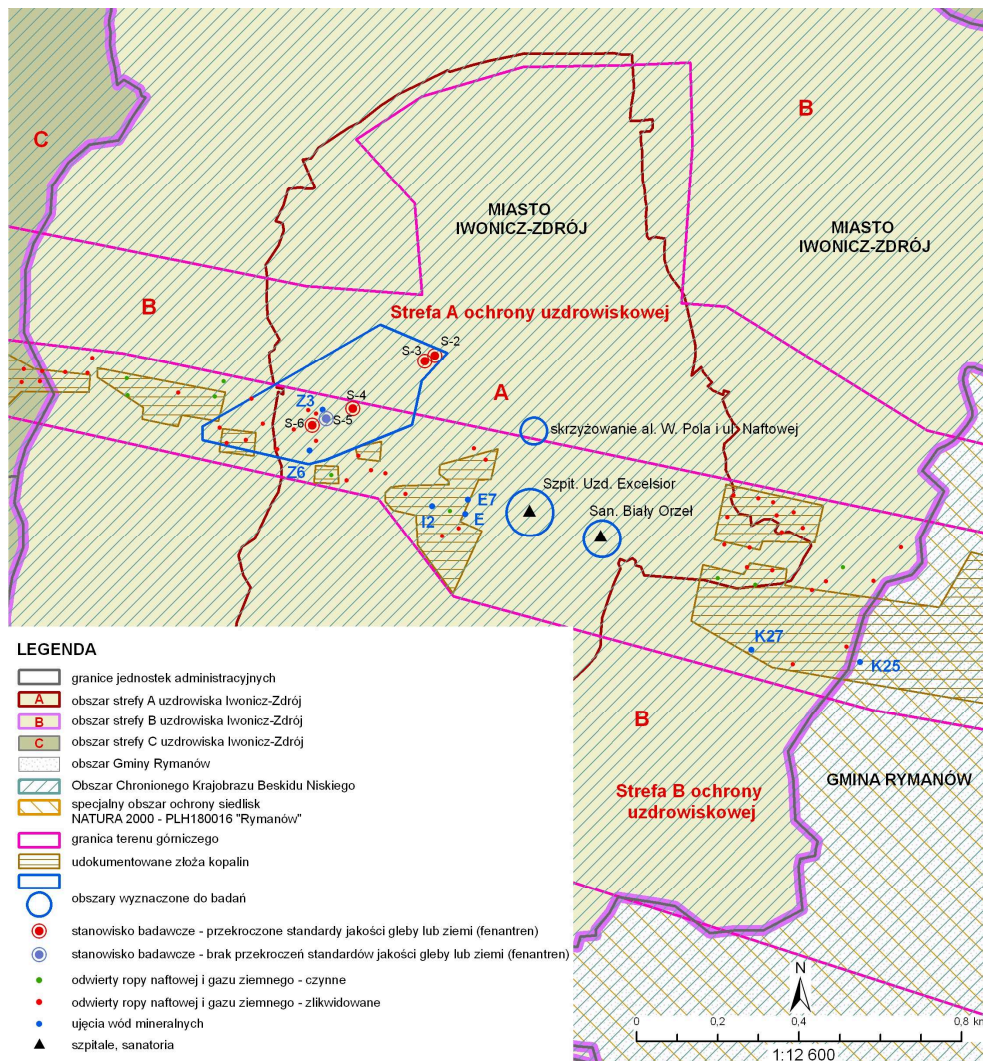 B
C
MIASTO
IWONICZ-ZDRÓJ
MIASTO
IWONICZ-ZDRÓJ
B
Strefa A ochrony uzdrowiskowej
S-2
S-3
A
S-4
Z3
S-5
S-6
skrzyżowanie al. W. Pola i ul. Naftowej
Z6
Szpit. Uzd. Excelsior
E7
I2
E
San. Biały Orzeł
K27
K25
B
GMINA RYMANÓW
Strefa B ochrony
uzdrowiskowej
LEGENDA
granice jednostek administracyjnych
A obszar strefy A uzdrowiska Iwonicz-Zdrój
B obszar strefy B uzdrowiska Iwonicz-Zdrój
C obszar strefy C uzdrowiska Iwonicz-Zdrój
obszar Gminy Rymanów
Obszar Chronionego Krajobrazu Beskidu Niskiego
specjalny obszar ochrony siedlisk
NATURA 2000 - PLH180016 "Rymanów"
granica terenu górniczego
udokumentowane złoża kopalin
obszary wyznaczone do badań
stanowisko badawcze - przekroczone standardy jakości gleby lub ziemi (fenantren)
stanowisko badawcze - brak przekroczeń standardów jakości gleby lub ziemi (fenantren)
odwierty ropy naftowej i gazu ziemnego - czynne
odwierty ropy naftowej i gazu ziemnego - zlikwidowane
ujęcia wód mineralnych
szpitale, sanatoria
N
0 0,2 0,4 0,8 km
1:12 600